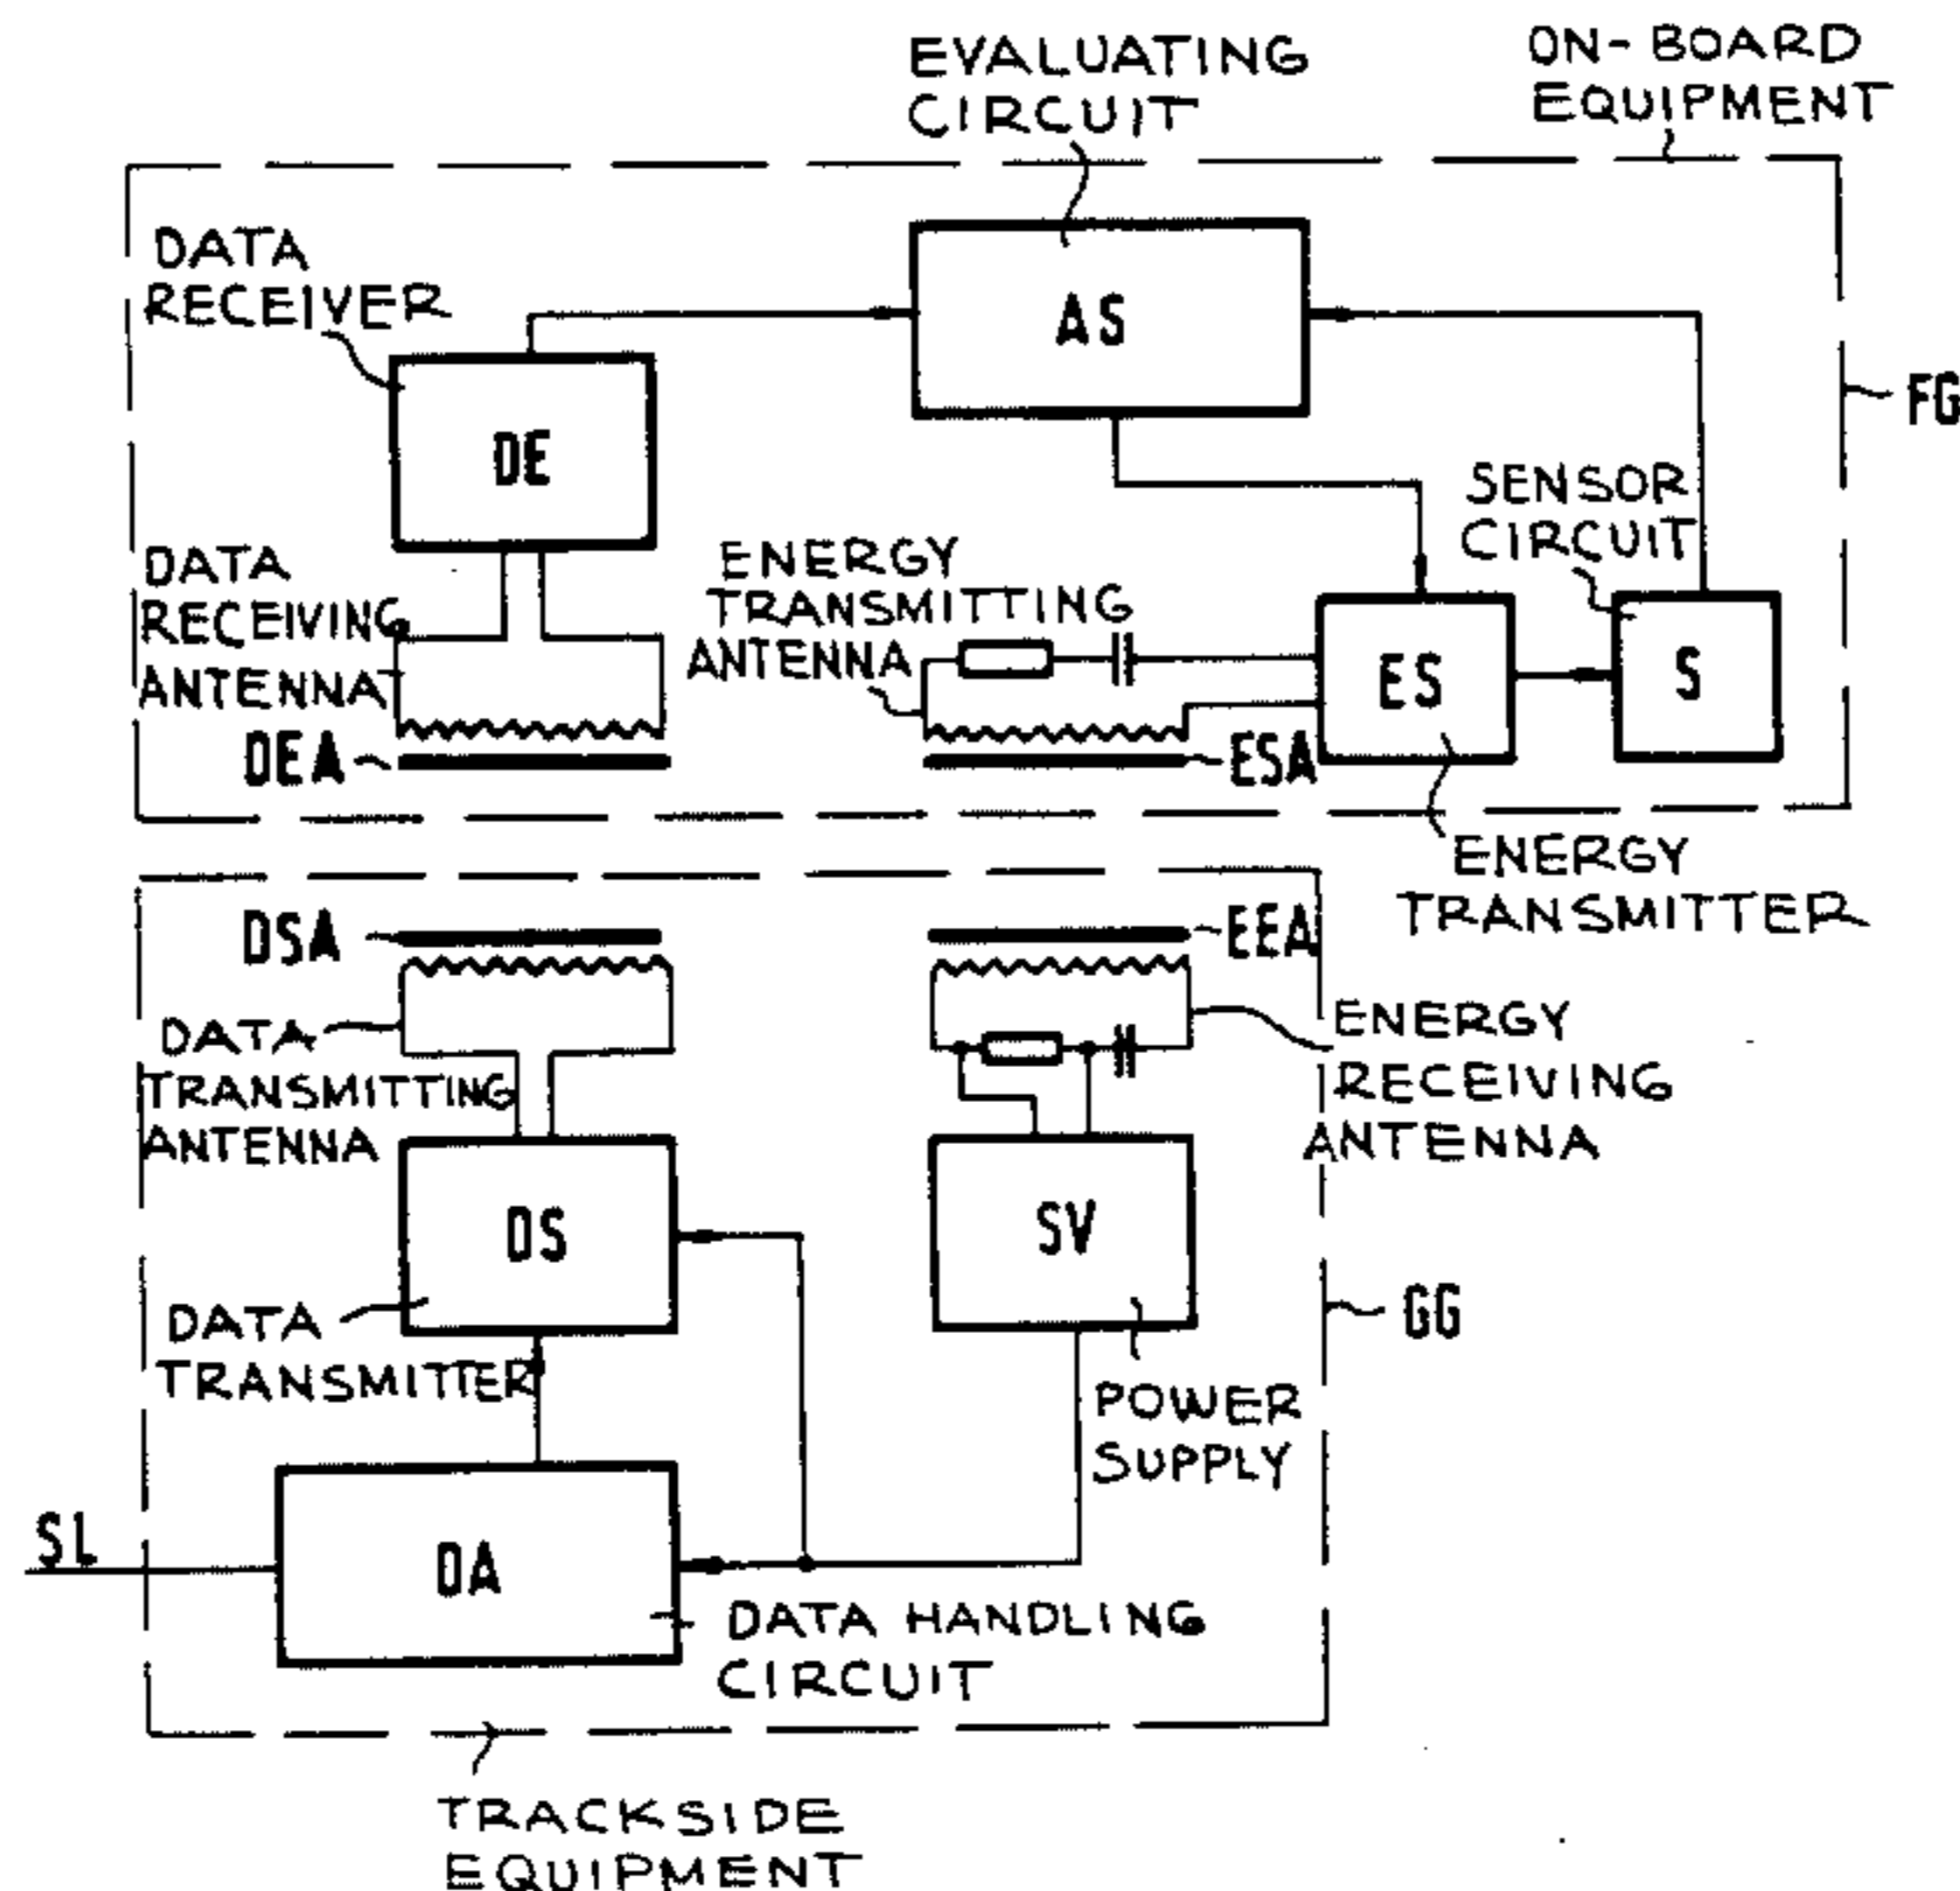 EVALUATING
CIRCUIT
ON-BOARD
EQUIPMENT
DATA
RECEIVER
AS
FG
DE
SENSOR
CIRCUIT
DATA
RECEIVING
ANTENNA
ENERGY
TRANSMITTING
ANTENNA
ES
S
DEA
ESA
ENERGY
TRANSMITTER
DSA
EEA
DATA
TRANSMITTING
ANTENNA
ENERGY
RECEIVING
ANTENNA
DS
SV
GG
DATA
TRANSMITTER
POWER
SUPPLY
SL
DA
DATA HANDLING
CIRCUIT
TRACKSIDE
EQUIPMENT